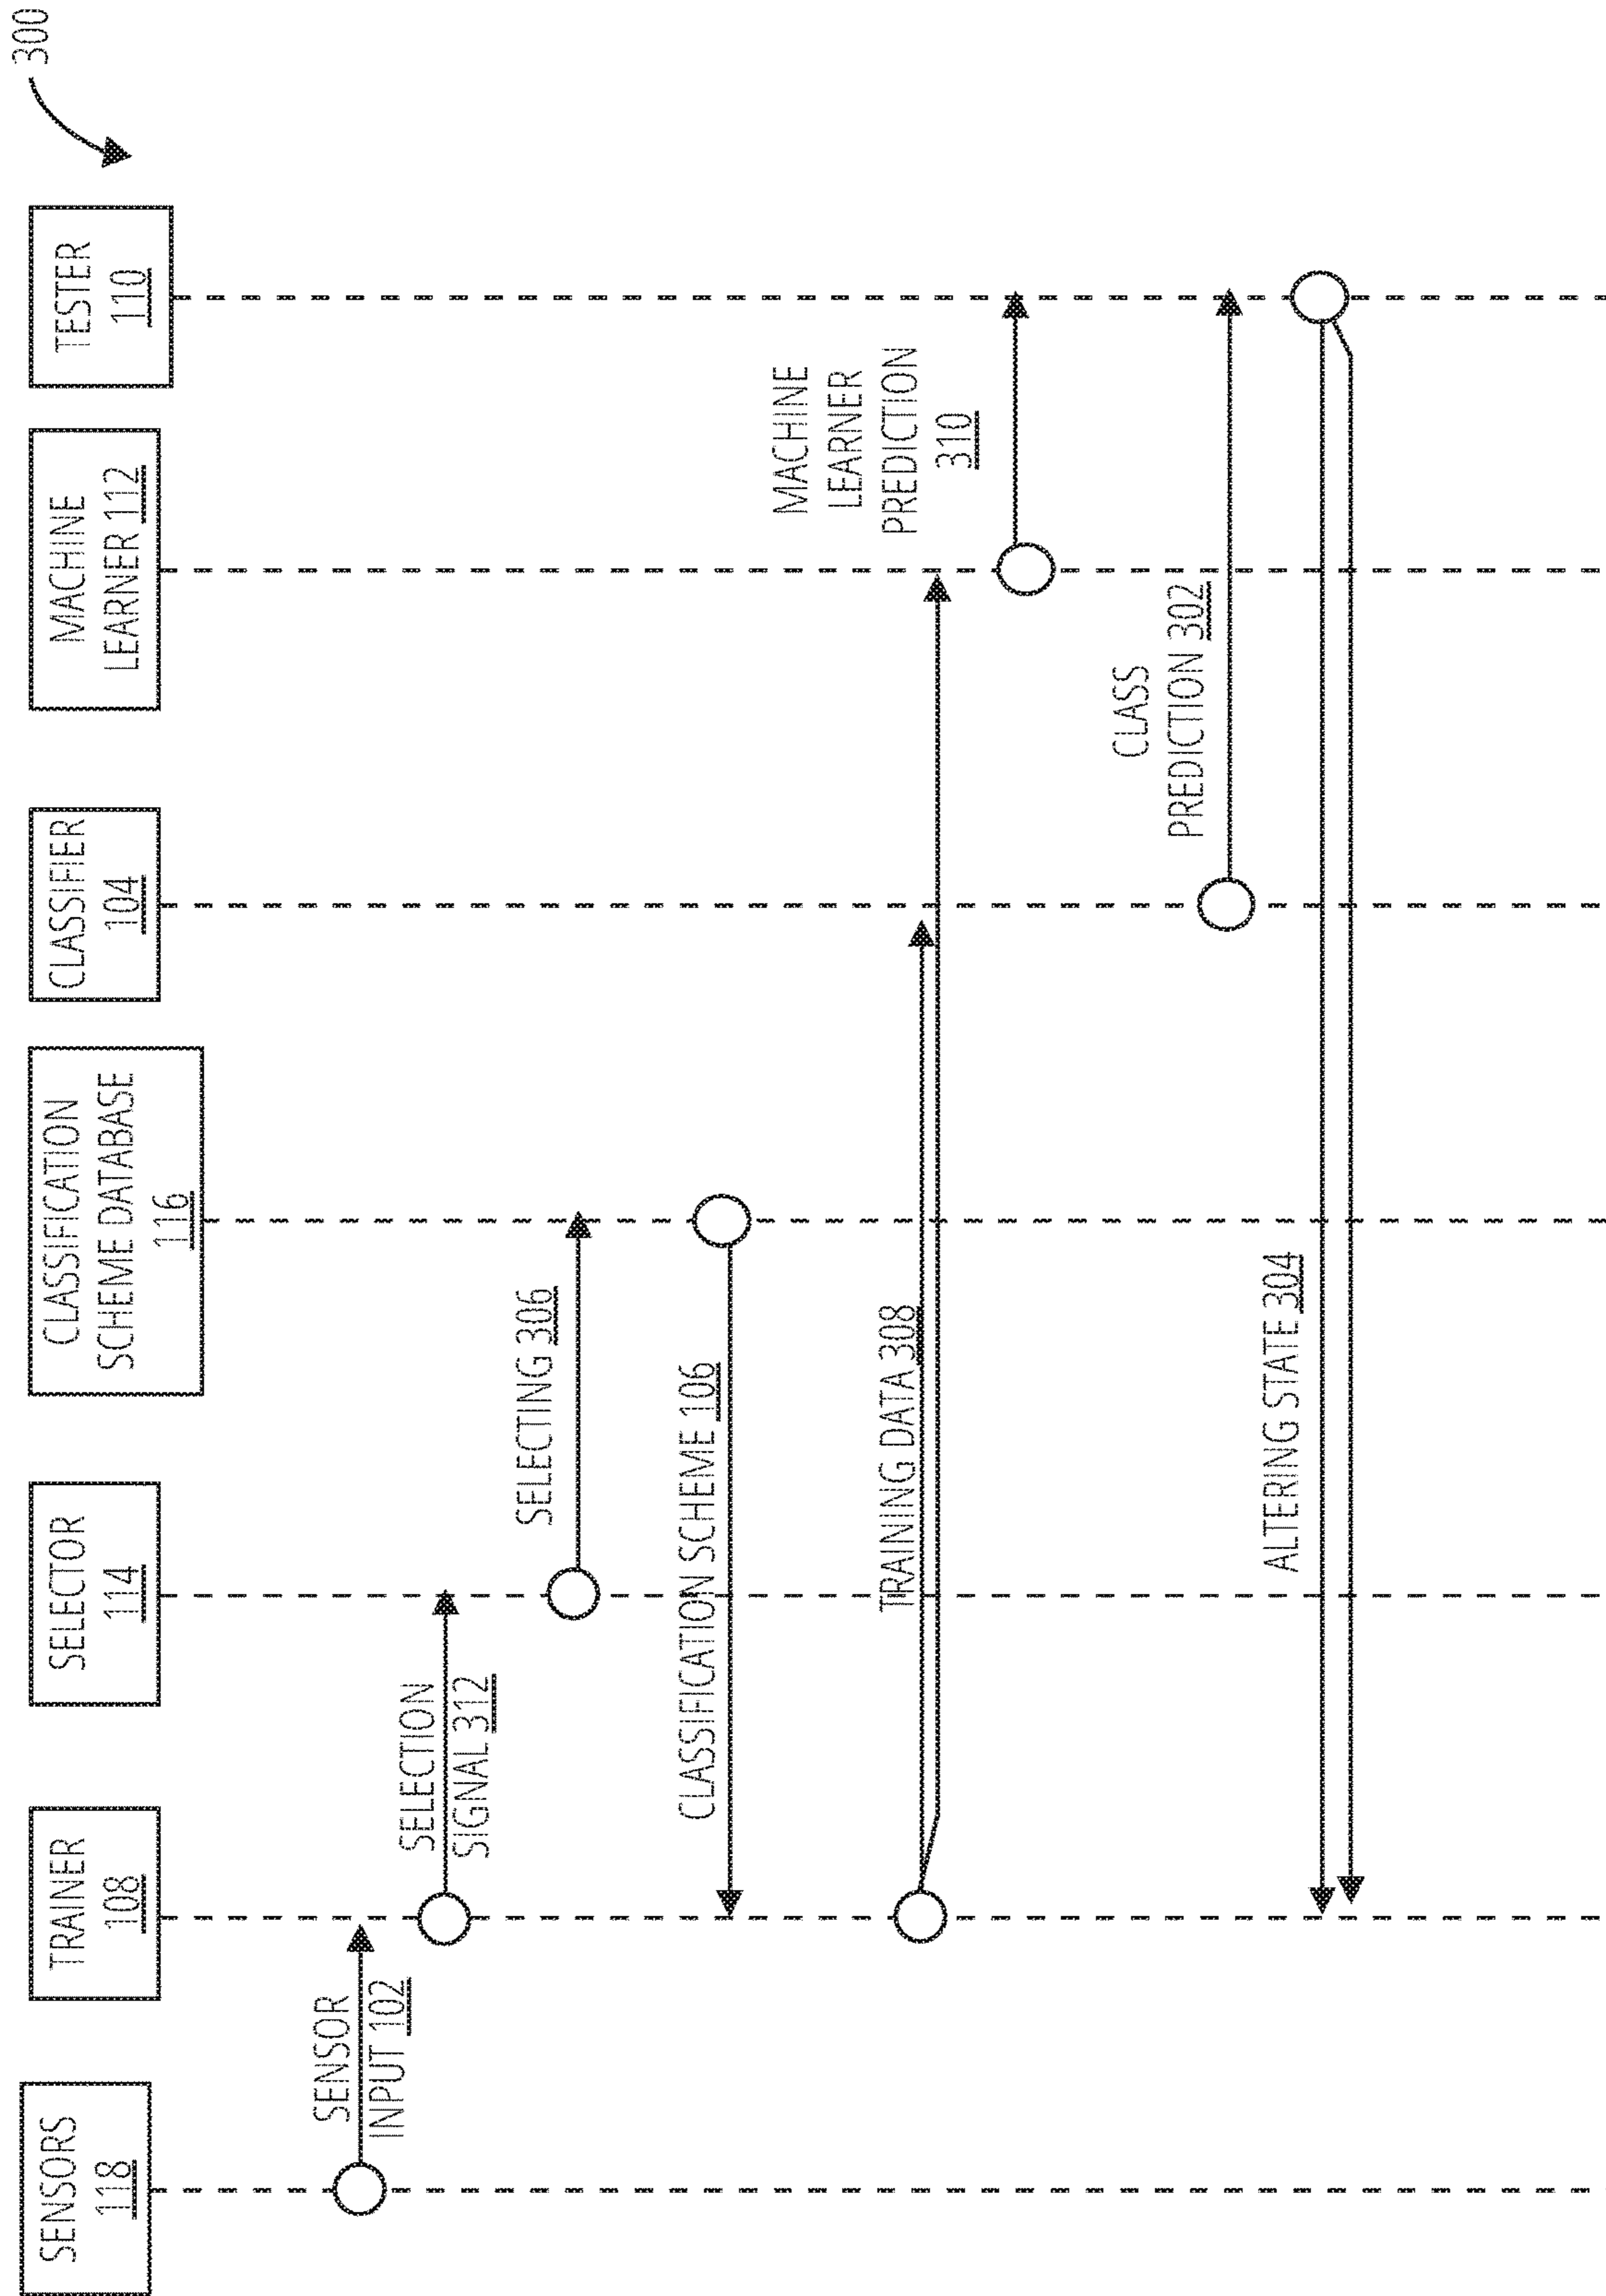 300
SENSORS
118
TRAINER
108
SELECTOR
114
CLASSIFICATION
SCHEME DATABASE
116
CLASSIFIER
104
MACHINE
LEARNER 112
TESTER
110
SENSOR
INPUT 102
SELECTION
SIGNAL 312
SELECTING 306
CLASSIFICATION SCHEME 106
MACHINE
LEARNER
PREDICTION
310
TRAINING DATA 308
CLASS
PREDICTION 302
ALTERING STATE 304